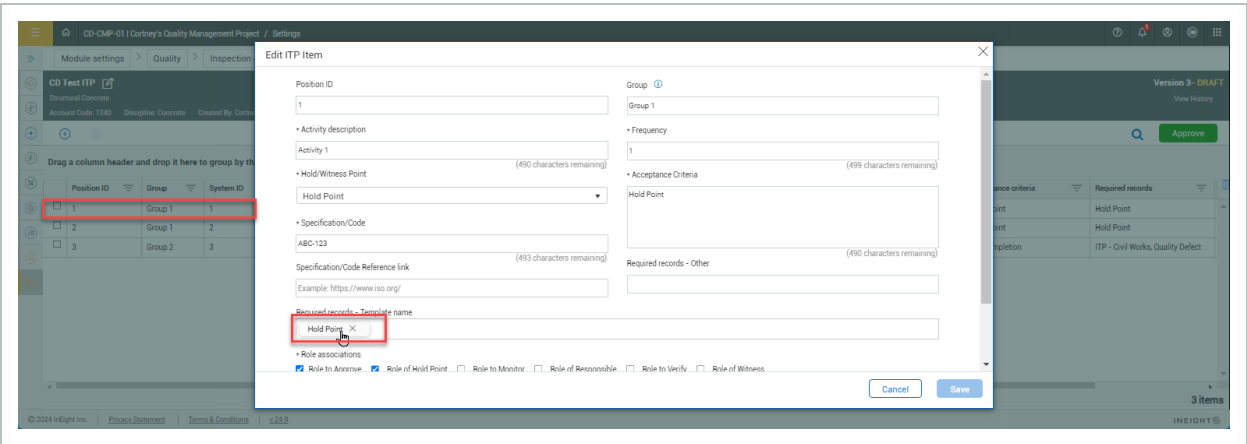 CD-CMP-01 | Cortney's Quality Management Project / Settings
Module settings > Quality > Inspection
CD Test ITP
Structural Concrete
Account Code: 1240 Discipline: Concrete Created By: Cortne
Version 3- DRAFT
View History
Approve
Drag a column header and drop it here to group by th
Position ID Group System ID
ance criteria Required records
1 Group 1 1
oint Hold Point
2 Group 1 2
oint Hold Point
3 Group 2 3
mpletion ITP - Civil Works, Quality Defect
Edit ITP Item
Position ID
1
Group
Group 1
* Activity description
Activity 1
(490 characters remaining)
* Frequency
1
(499 characters remaining)
* Hold/Witness Point
Hold Point
* Acceptance Criteria
Hold Point
(490 characters remaining)
* Specification/Code
ABC-123
(493 characters remaining)
Specification/Code Reference link
Example: https://www.iso.org/
Required records - Other
Required records - Template name
Hold Point ×
* Role associations
Role to Approve Role of Hold Point Role to Monitor Role of Responsible Role to Verify Role of Witness
Cancel Save
3 items
© 2024 InEight Inc. | Privacy Statement | Terms & Conditions | v 24.9
INEIGHT